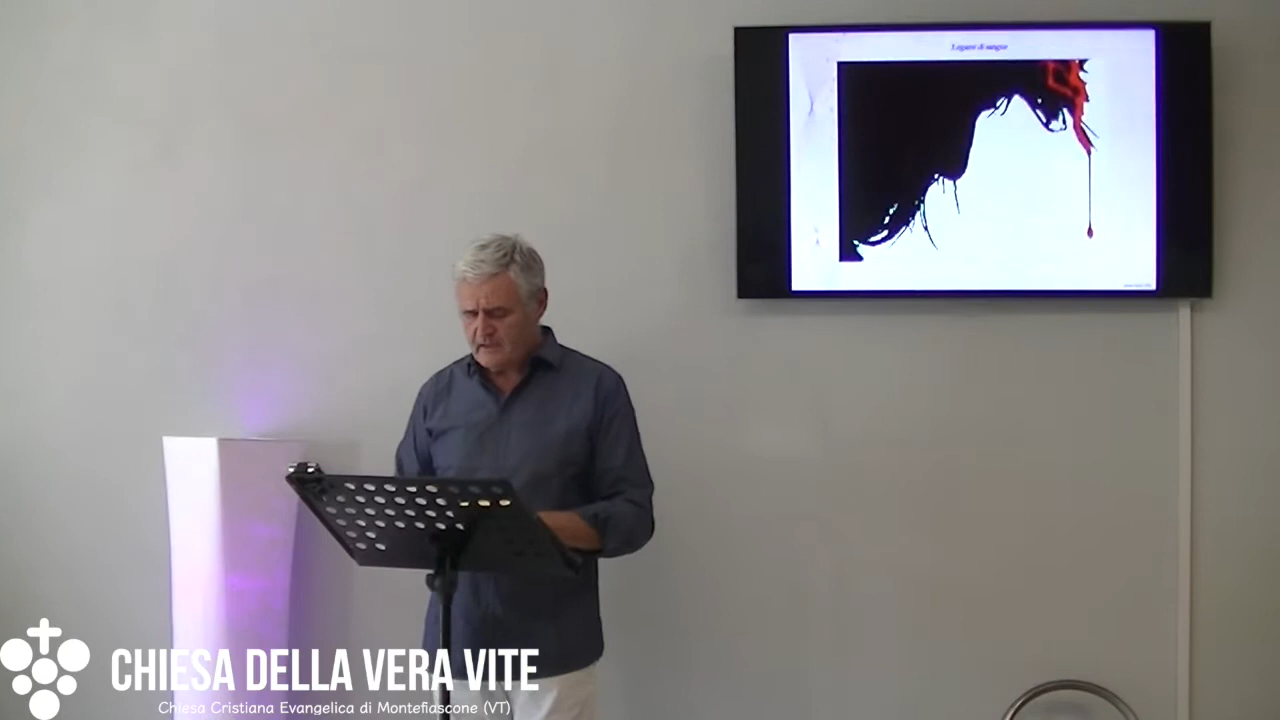 Legami di sangue
CHIESA DELLA VERA VITE
Chiesa Cristiana Evangelica di Montefiascone (VT)